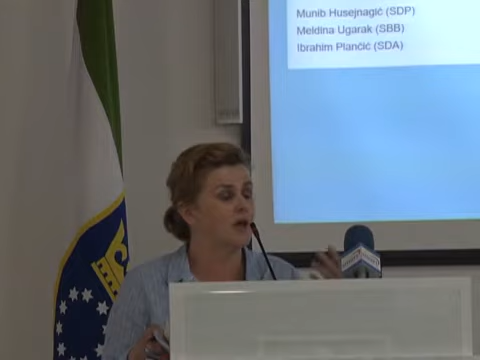 Munib Husejnagić (SDP)
Meldina Ugarak (SBB)
Ibrahim Plančić (SDA)